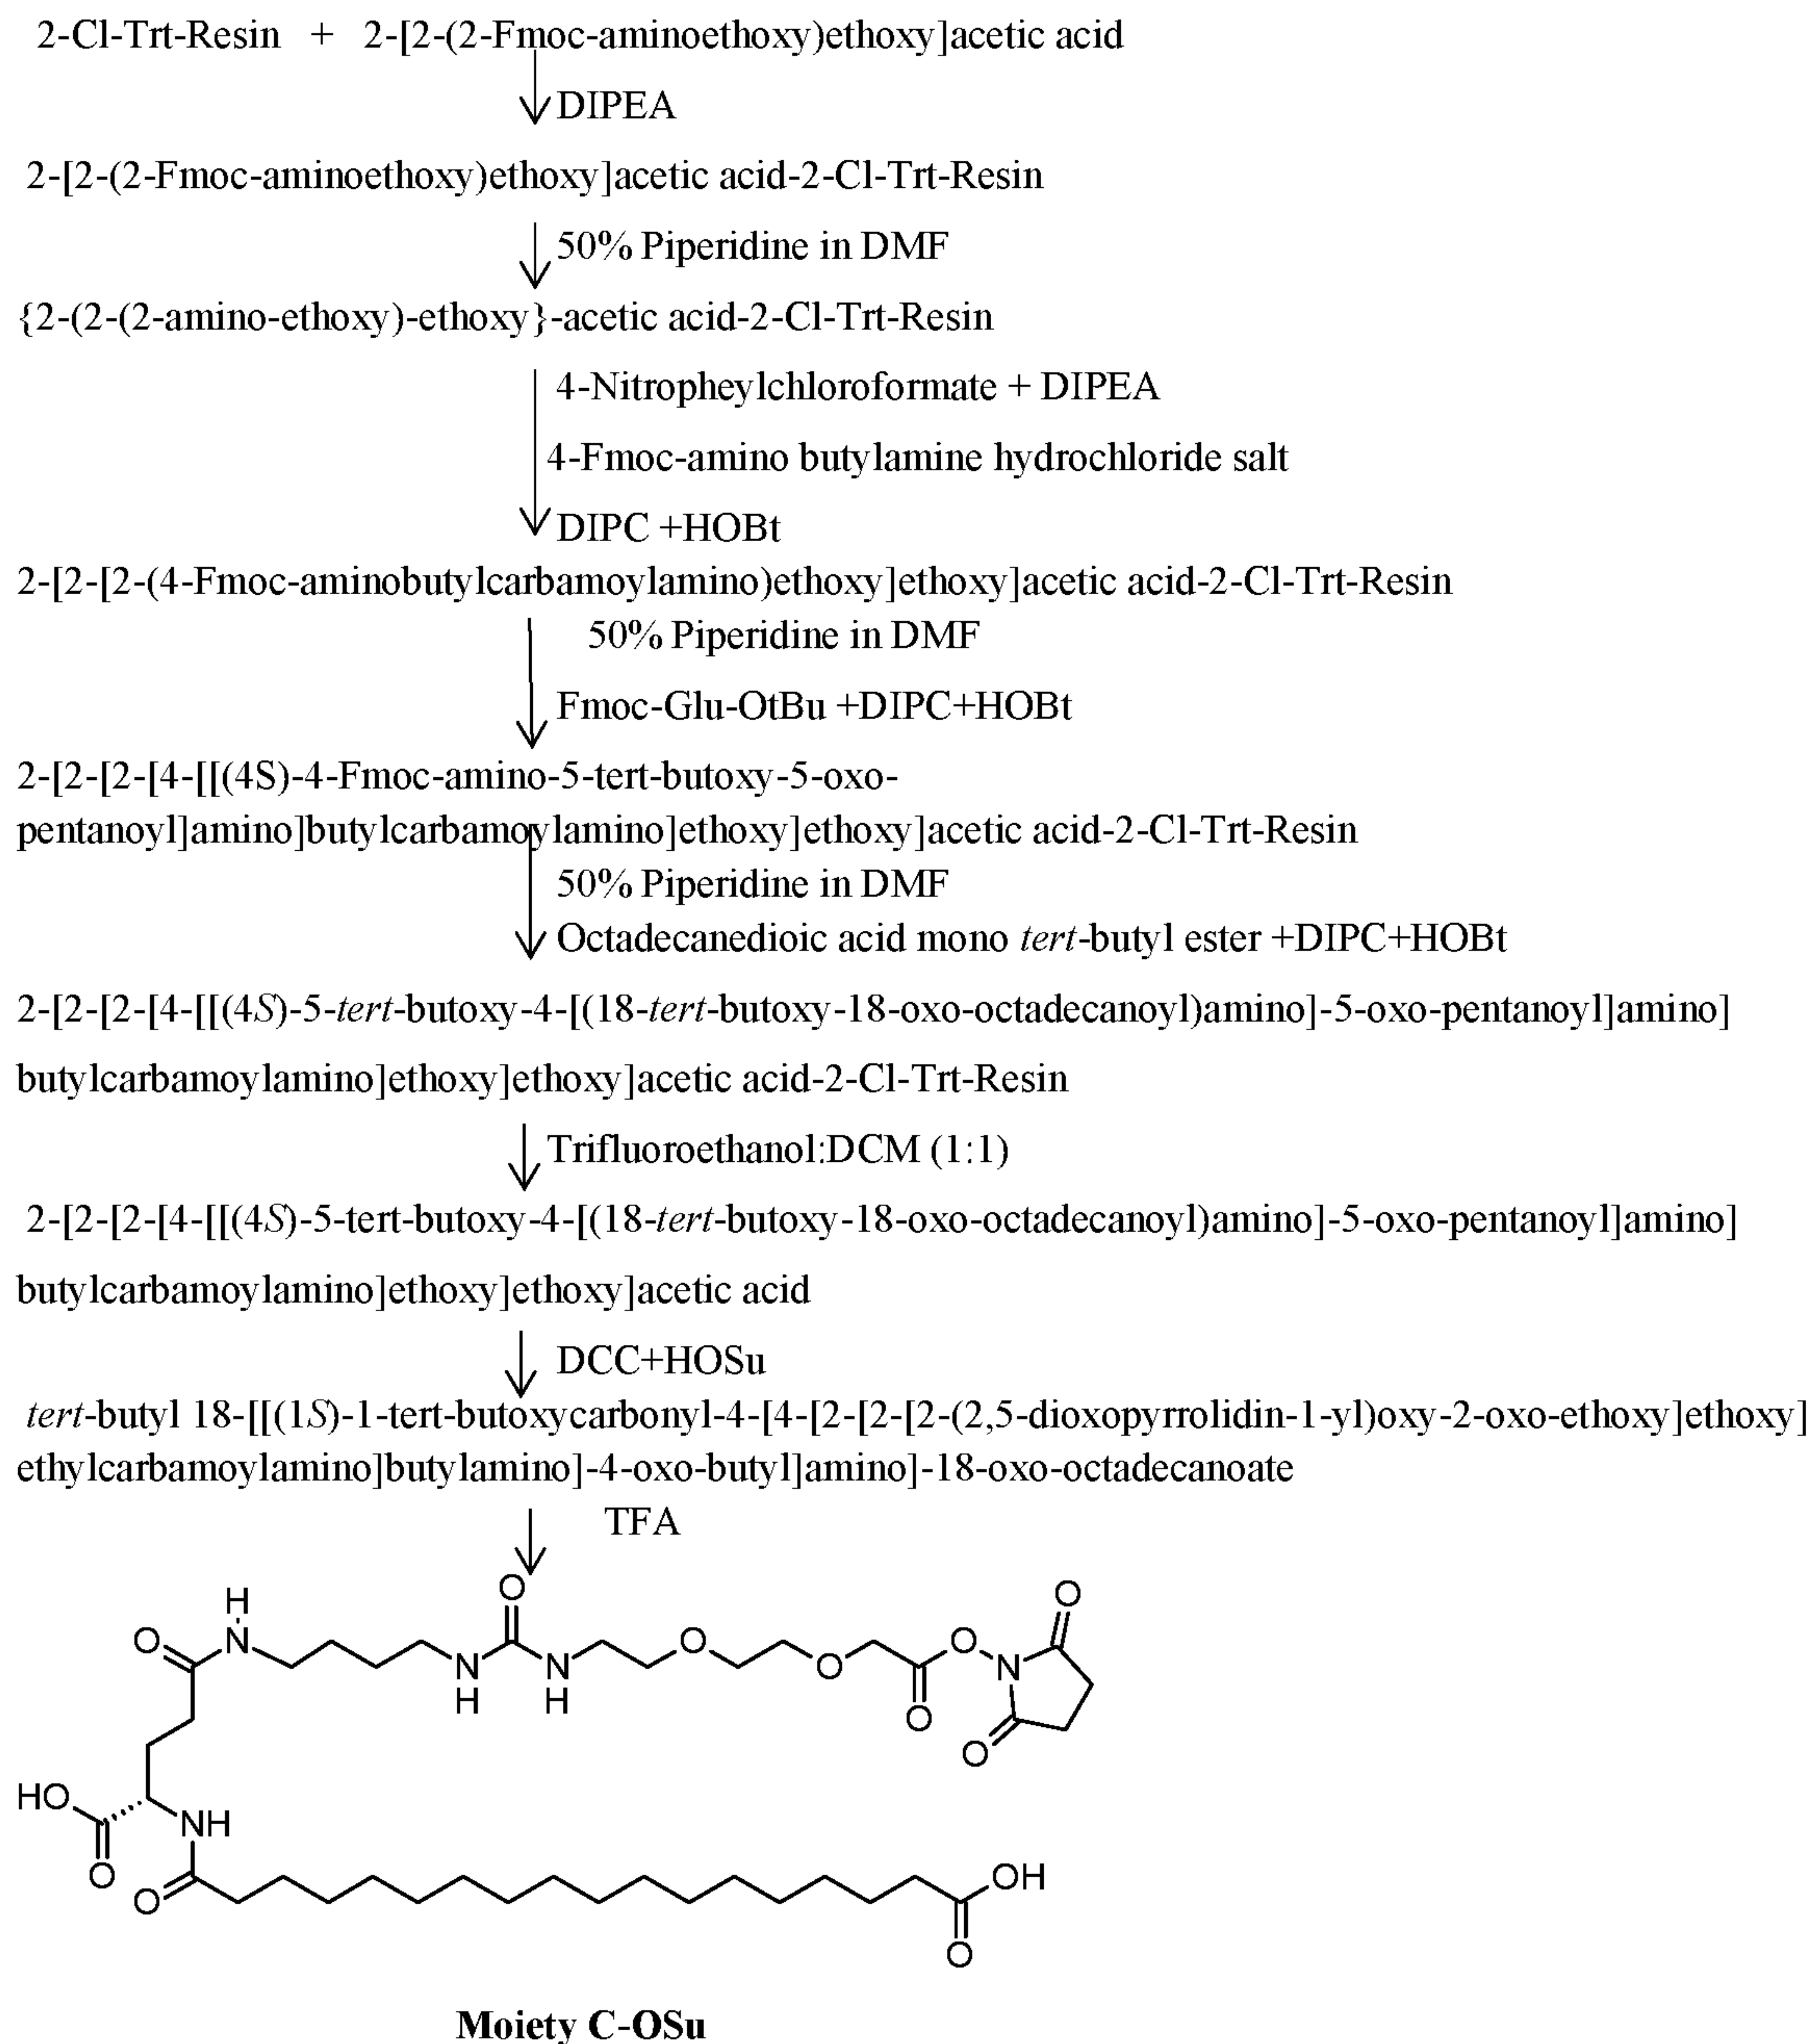 2-Cl-Trt-Resin + 2-[2-(2-Fmoc-aminoethoxy)ethoxy]acetic acid
DIPEA
2-[2-(2-Fmoc-aminoethoxy)ethoxy]acetic acid-2-Cl-Trt-Resin
50% Piperidine in DMF
{2-(2-(2-amino-ethoxy)-ethoxy}-acetic acid-2-Cl-Trt-Resin
4-Nitropheylchloroformate + DIPEA
4-Fmoc-amino butylamine hydrochloride salt
DIPC +HOBt
2-[2-[2-(4-Fmoc-aminobutylcarbamoylamino)ethoxy]ethoxy]acetic acid-2-Cl-Trt-Resin
50% Piperidine in DMF
Fmoc-Glu-OtBu +DIPC+HOBt
2-[2-[2-[4-[[(4S)-4-Fmoc-amino-5-tert-butoxy-5-oxo-
pentanoyl]amino]butylcarbamoylamino]ethoxy]ethoxy]acetic acid-2-Cl-Trt-Resin
50% Piperidine in DMF
Octadecanedioic acid mono tert-butyl ester +DIPC+HOBt
2-[2-[2-[4-[[(4S)-5-tert-butoxy-4-[(18-tert-butoxy-18-oxo-octadecanoyl)amino]-5-oxo-pentanoyl]amino]
butylcarbamoylamino]ethoxy]ethoxy]acetic acid-2-Cl-Trt-Resin
Trifluoroethanol:DCM (1:1)
2-[2-[2-[4-[[(4S)-5-tert-butoxy-4-[(18-tert-butoxy-18-oxo-octadecanoyl)amino]-5-oxo-pentanoyl]amino]
butylcarbamoylamino]ethoxy]ethoxy]acetic acid
DCC+HOSu
tert-butyl 18-[[(1S)-1-tert-butoxycarbonyl-4-[4-[2-[2-[2-(2,5-dioxopyrrolidin-1-yl)oxy-2-oxo-ethoxy]ethoxy]
ethylcarbamoylamino]butylamino]-4-oxo-butyl]amino]-18-oxo-octadecanoate
TFA
H O O
O N O O N
N N O O
H H O O
HO NH
O O OH
O
Moiety C-OSu